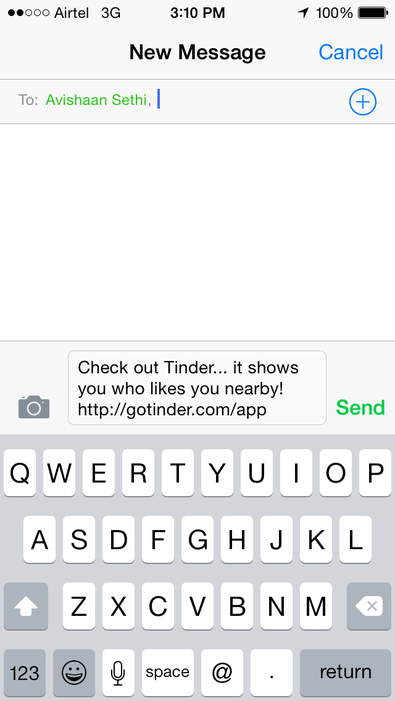 Airtel 3G 3:10 PM 100%
New Message Cancel
To: Avishaan Sethi,
Check out Tinder... it shows
you who likes you nearby!
http://gotinder.com/app
Send
Q W E R T Y U I O P
A S D F G H J K L
Z X C V B N M
123 space @ . return